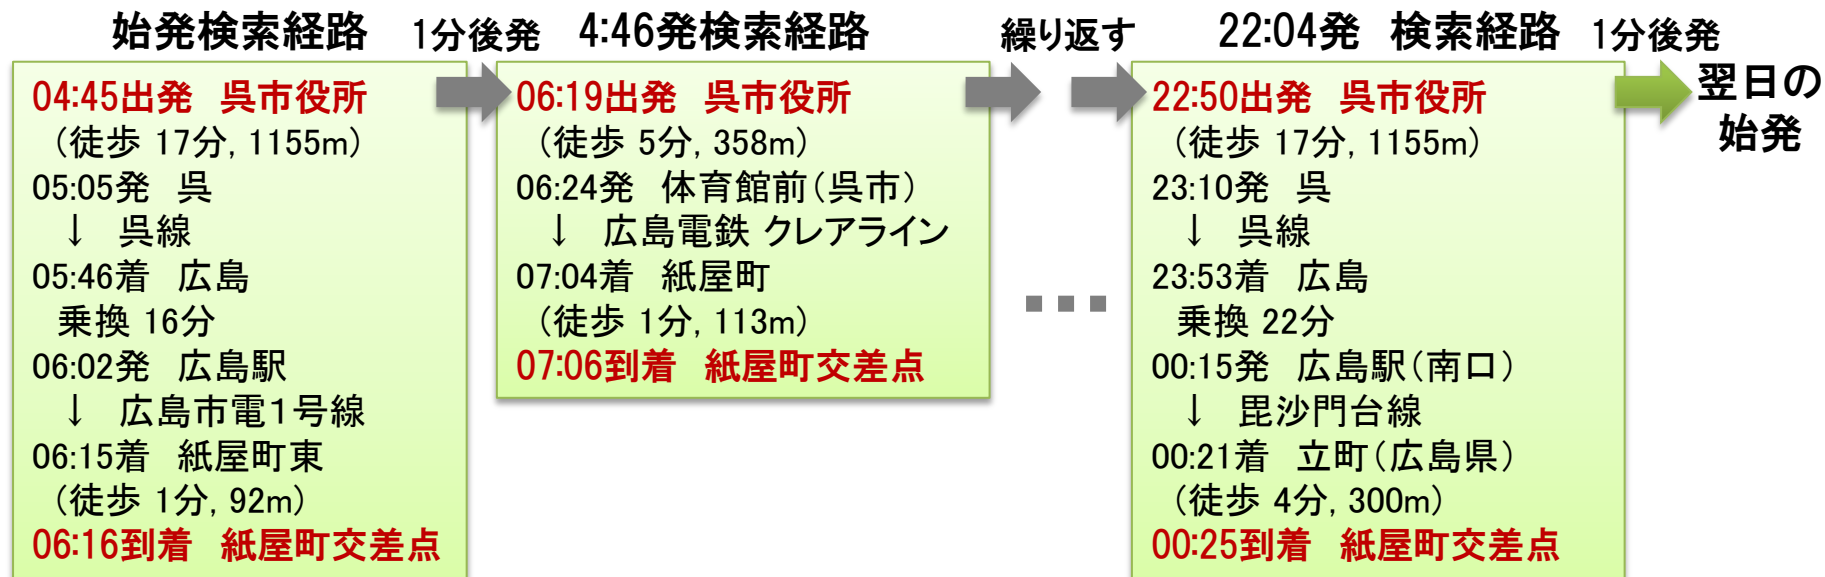 始発検索経路
04:45出発 呉市役所
(徒歩 17分, 1155m)
05:05発 呉
↓ 呉線
05:46着 広島
乗換 16分
06:02発 広島駅
↓ 広島市電1号線
06:15着 紙屋町東
(徒歩 1分, 92m)
06:16到着 紙屋町交差点
1分後発
4:46発検索経路
06:19出発 呉市役所
(徒歩 5分, 358m)
06:24発 体育館前(呉市)
↓ 広島電鉄 クレアライン
07:04着 紙屋町
(徒歩 1分, 113m)
07:06到着 紙屋町交差点
繰り返す
22:04発 検索経路
22:50出発 呉市役所
(徒歩 17分, 1155m)
23:10発 呉
↓ 呉線
23:53着 広島
乗換 22分
00:15発 広島駅(南口)
↓ 毘沙門台線
00:21着 立町(広島県)
(徒歩 4分, 300m)
00:25到着 紙屋町交差点
1分後発
翌日の
始発